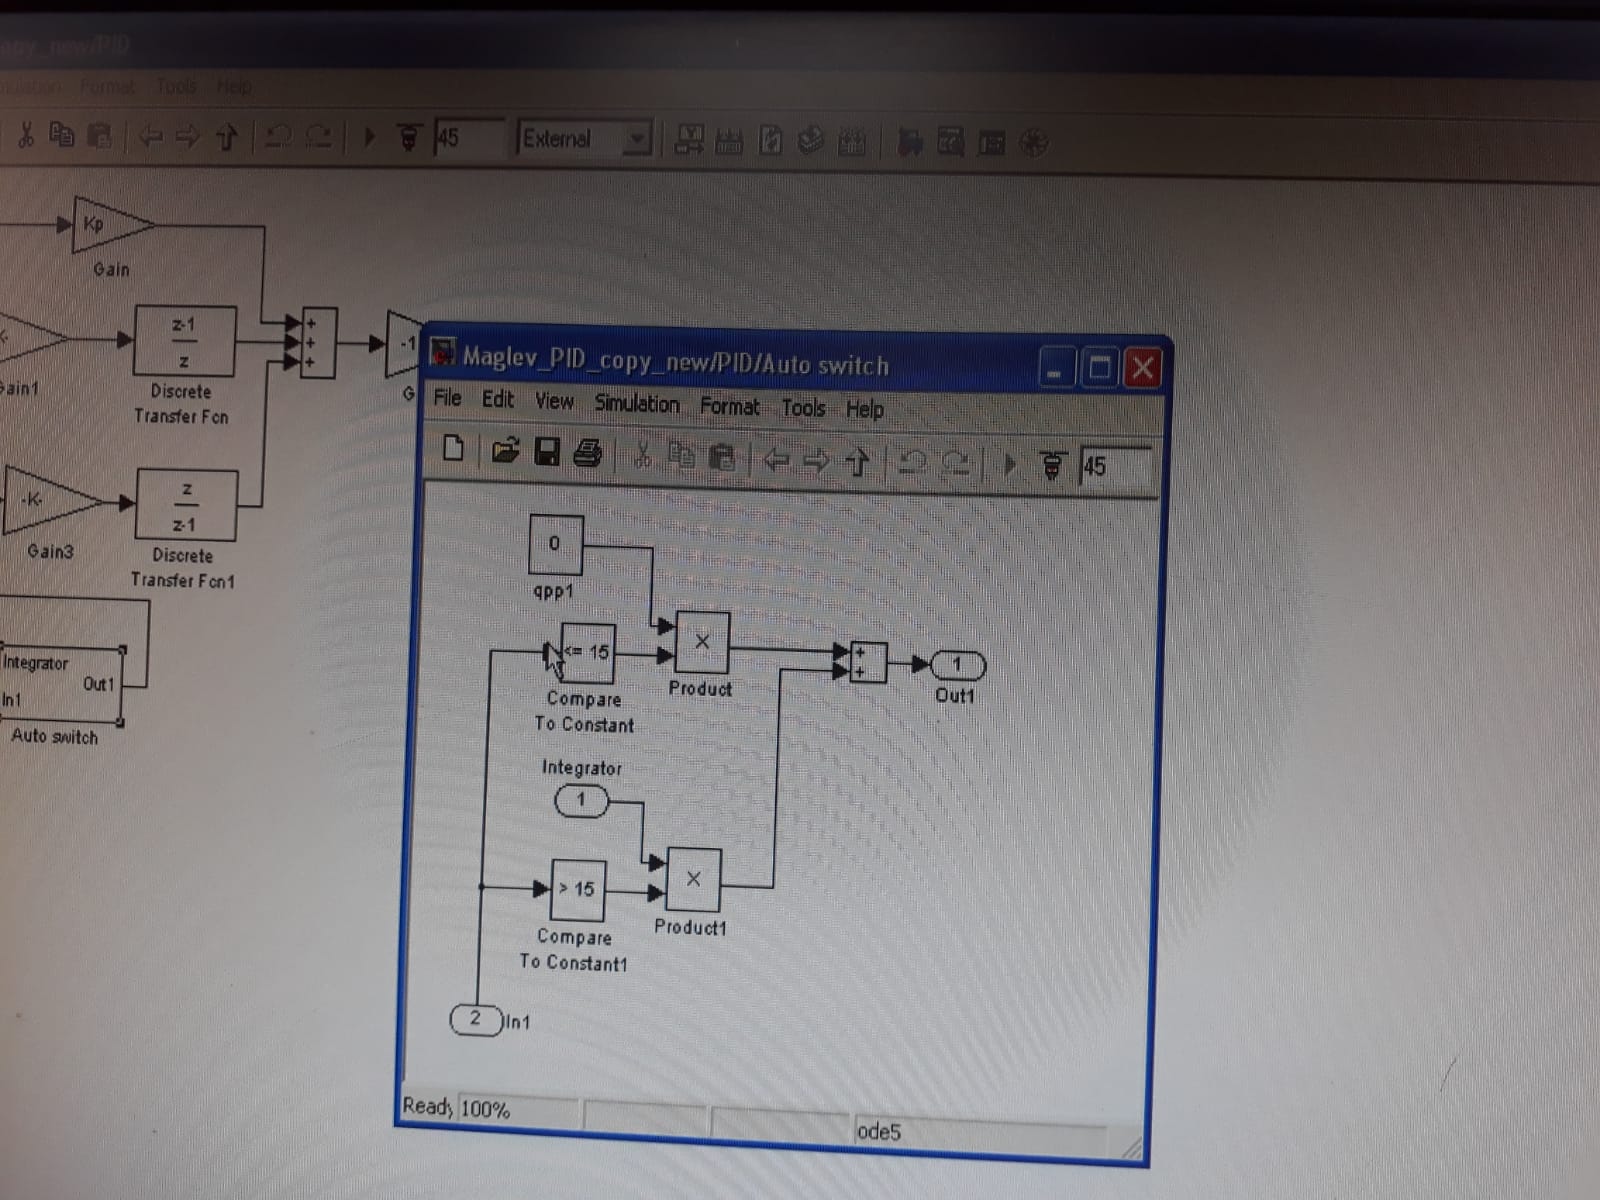 opy_new/PID
mulation Format Tools Help
45 External
Kp
Gain
z-1
z
Discrete
Transfer Fcn
Gain1
+
+
+
-1
G
-K-
Gain3
z
z-1
Discrete
Transfer Fcn1
Integrator
Out1
In1
Auto switch
Maglev_PID_copy_new/PID/Auto switch
File Edit View Simulation Format Tools Help
45
0
qpp1
<= 15
Compare
To Constant
×
Product
+
+
1
Out1
Integrator
1
> 15
Compare
To Constant1
×
Product1
2
In1
Ready 100%
ode5